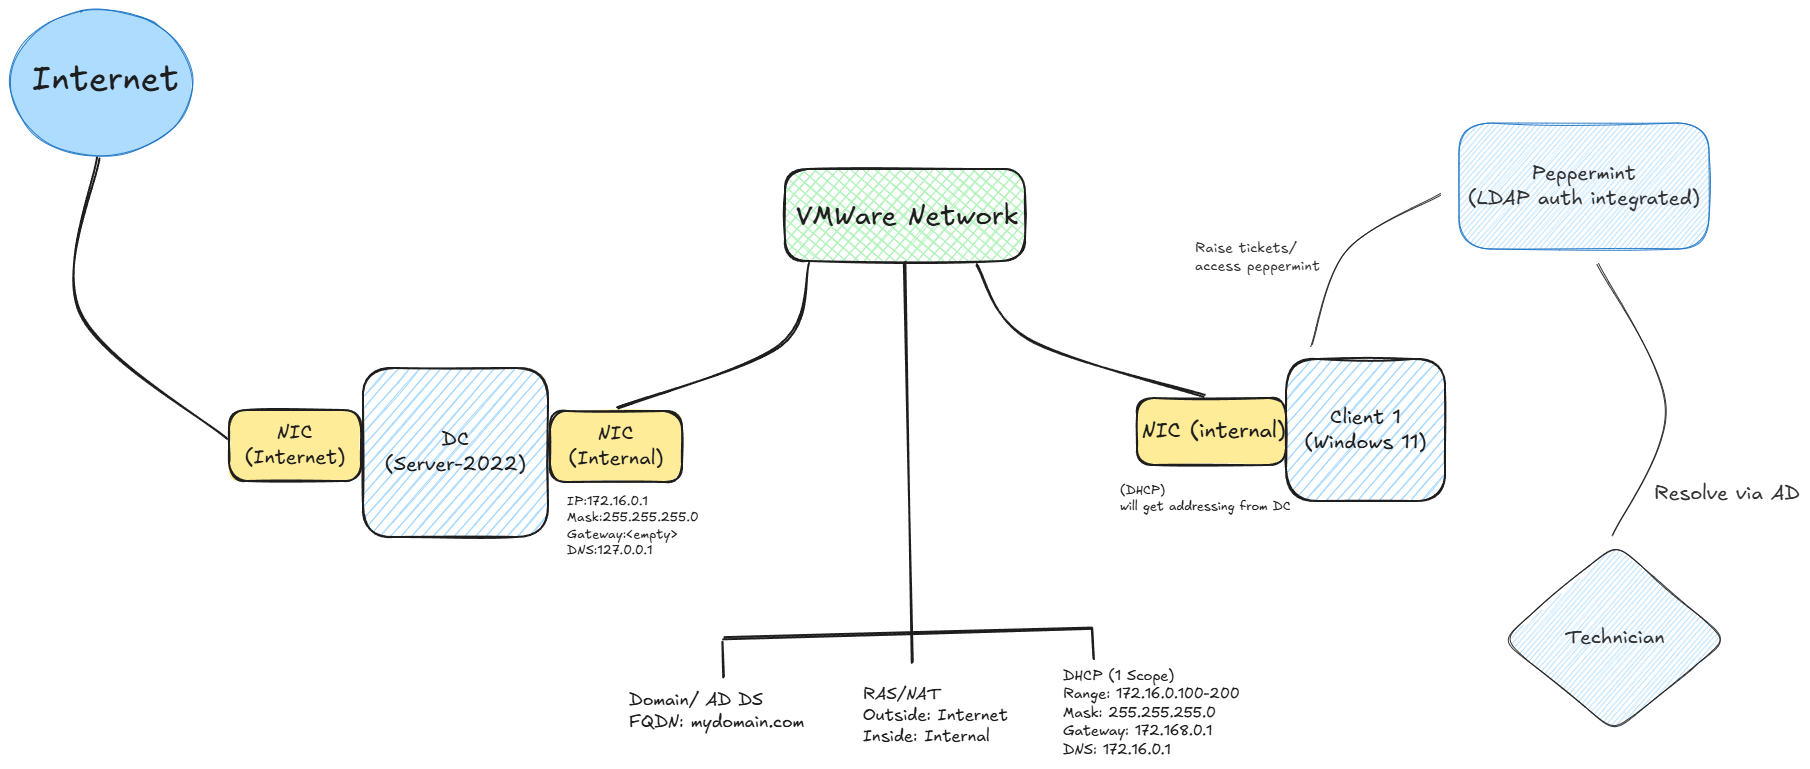 Internet
VMWare Network
Peppermint
(LDAP auth integrated)
Raise tickets/
access peppermint
NIC
(Internet)
DC
(Server-2022)
NIC
(Internal)
IP:172.16.0.1
Mask:255.255.255.0
Gateway:<empty>
DNS:127.0.0.1
NIC (internal)
Client 1
(Windows 11)
(DHCP)
will get addressing from DC
Resolve via AD
Technician
Domain/ AD DS
FQDN: mydomain.com
RAS/NAT
Outside: Internet
Inside: Internal
DHCP (1 Scope)
Range: 172.16.0.100-200
Mask: 255.255.255.0
Gateway: 172.168.0.1
DNS: 172.16.0.1